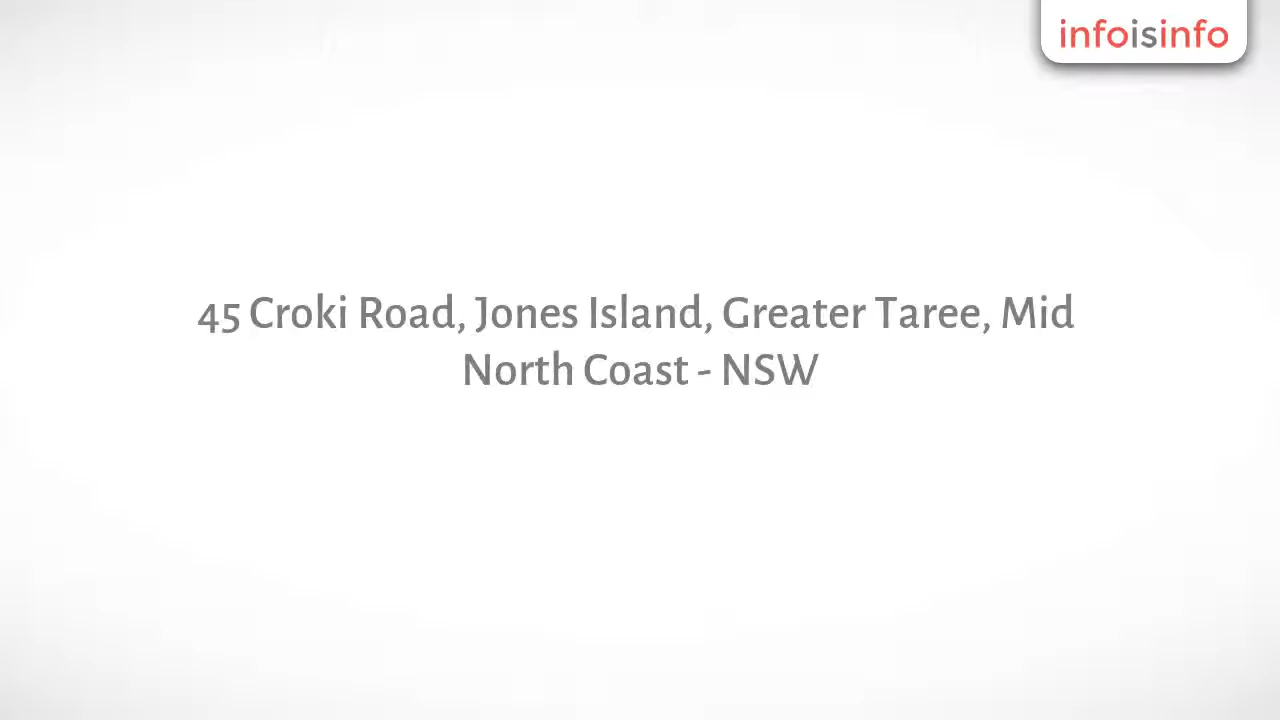 infoisinfo
45 Croki Road, Jones Island, Greater Taree, Mid
North Coast - NSW